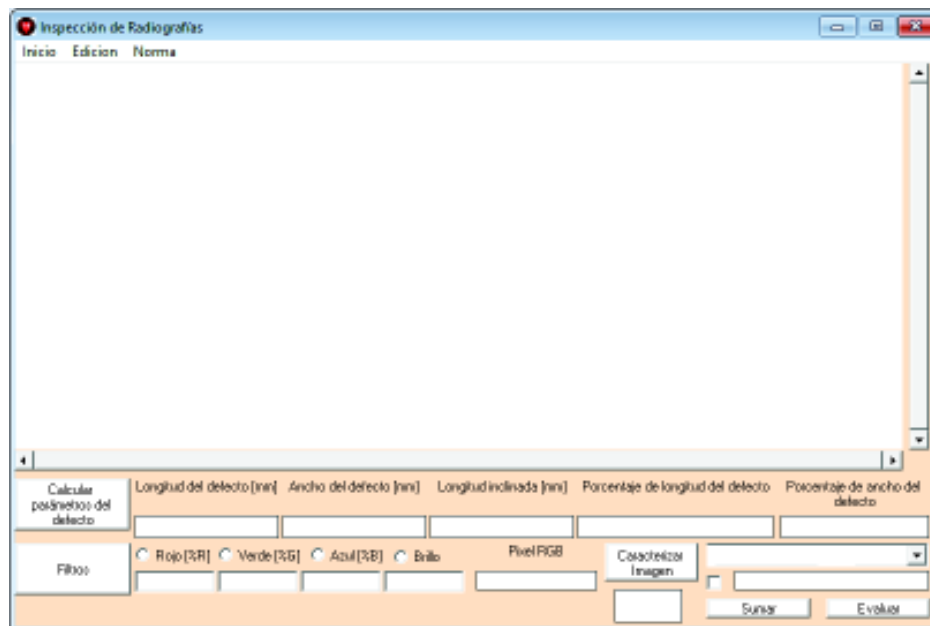 Inspección de Radiografías
Inicio Edicion Norma
Calcular parámetros del defecto
Longitud del defecto [mm] Ancho del defecto [mm] Longitud inclinada [mm] Porcentaje de longitud del defecto Porcentaje de ancho del defecto
Filtros
Rojo [%R] Verde [%G] Azul [%B] Brillo Pixel RGB
Caracterizar Imagen
Sumar Evaluar